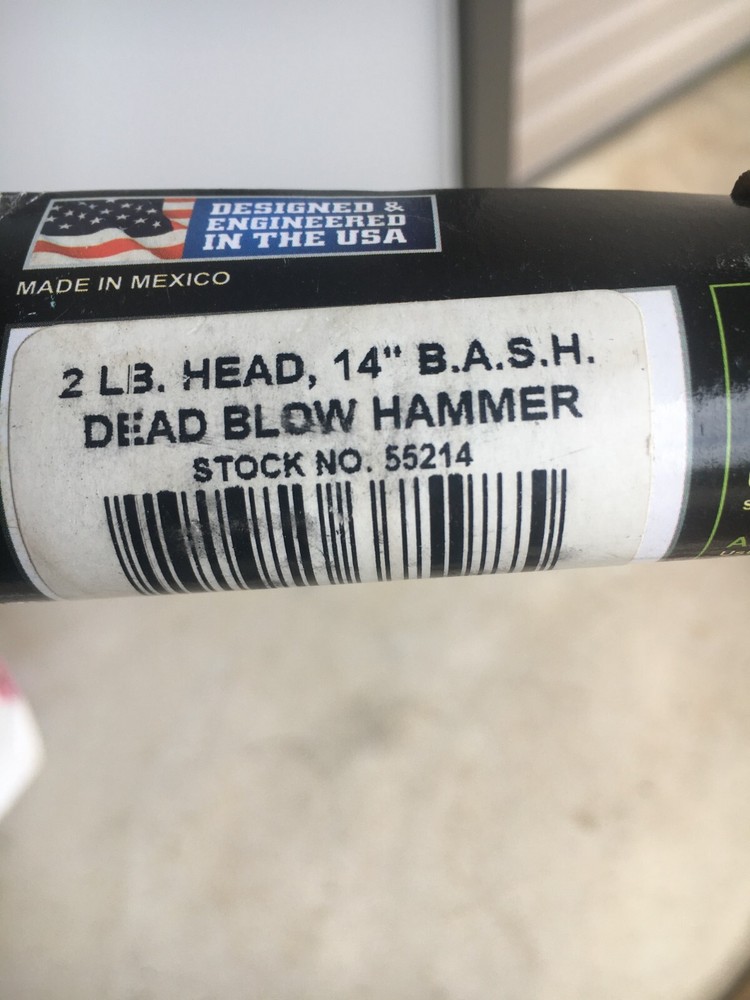 DESIGNED &
ENGINEERED
IN THE USA
MADE IN MEXICO
2 LB. HEAD, 14" B.A.S.H.
DEAD BLOW HAMMER
STOCK NO. 55214